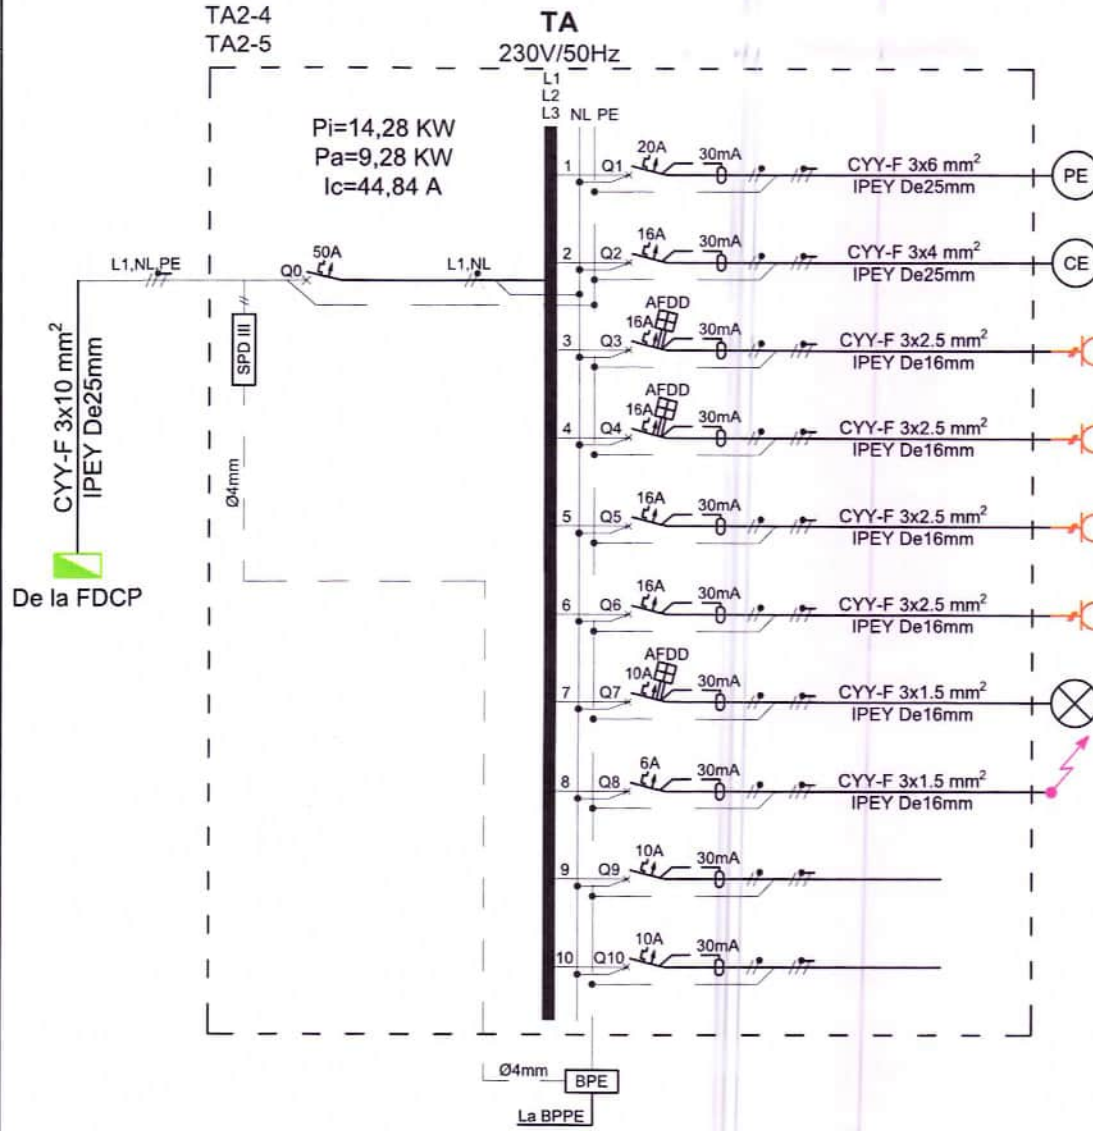 TA2-4
TA2-5
TA
230V/50Hz
L1
L2
L3 NL PE
Pi=14,28 KW
Pa=9,28 KW
Ic=44,84 A
1 Q1 20A 30mA CYY-F 3x6 mm² PE
IPEY De25mm
2 Q2 16A 30mA CYY-F 3x4 mm² CE
IPEY De25mm
L1,NL,PE Q0 50A L1,NL
SPD III
Ø4mm
CYY-F 3x10 mm²
IPEY De25mm
De la FDCP
AFDD
3 Q3 16A 30mA CYY-F 3x2.5 mm²
IPEY De16mm
AFDD
4 Q4 16A 30mA CYY-F 3x2.5 mm²
IPEY De16mm
5 Q5 16A 30mA CYY-F 3x2.5 mm²
IPEY De16mm
6 Q6 16A 30mA CYY-F 3x2.5 mm²
IPEY De16mm
AFDD
7 Q7 10A 30mA CYY-F 3x1.5 mm²
IPEY De16mm
8 Q8 6A 30mA CYY-F 3x1.5 mm²
IPEY De16mm
9 Q9 10A 30mA
10 Q10 10A 30mA
Ø4mm BPE
La BPPE